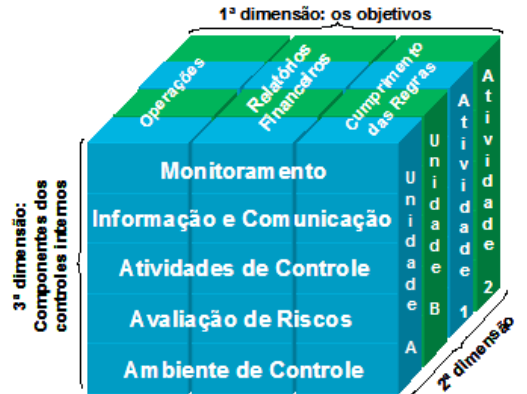 1ª dimensão: os objetivos
Operações
Relatórios
Financeiros
Cumprimento
das Regras
3ª dimensão:
Componentes dos
controles internos
Monitoramento
Informação e Comunicação
Atividades de Controle
Avaliação de Riscos
Ambiente de Controle
Unidade A
Unidade B
Atividade 1
Atividade 2
2ª dimensão